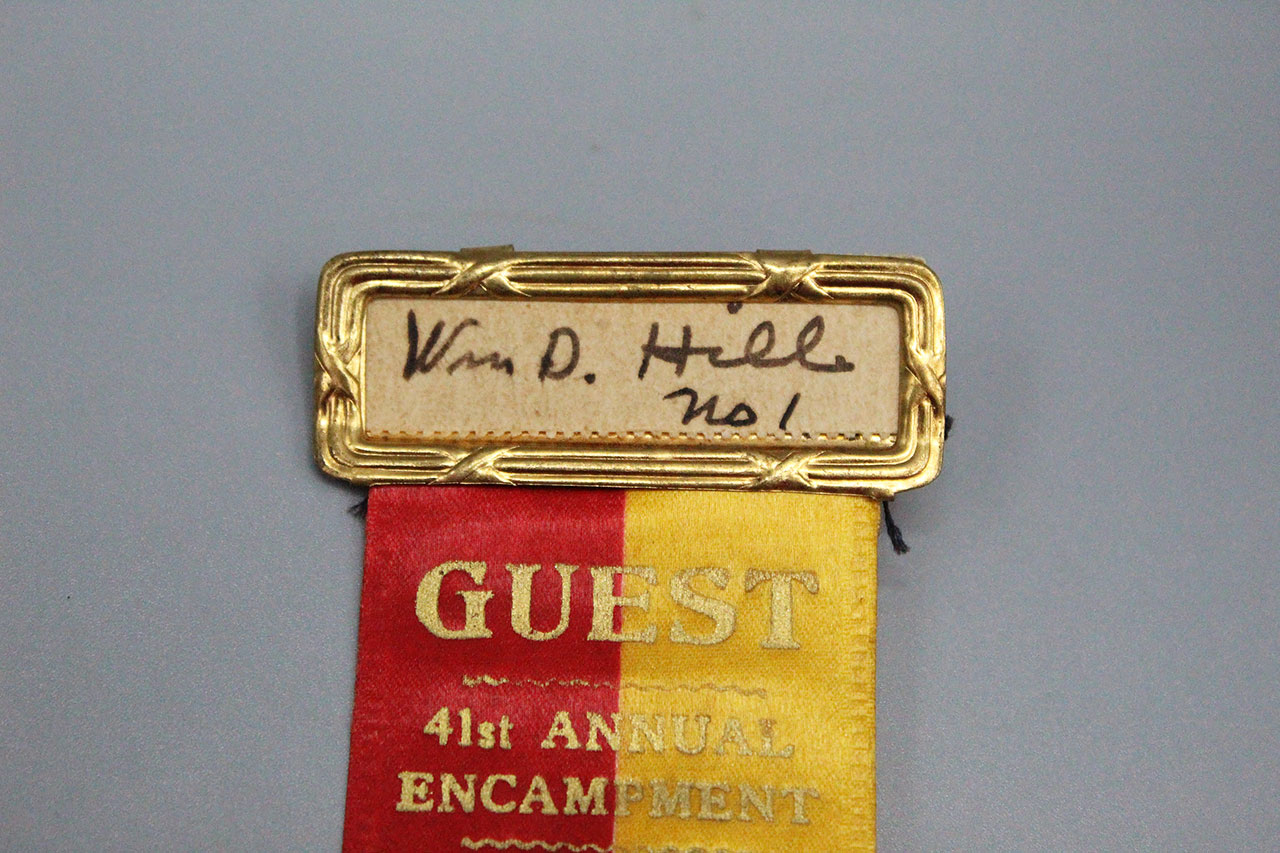 Wm D. Hill
No 1
GUEST
41st ANNUAL
ENCAMPMENT